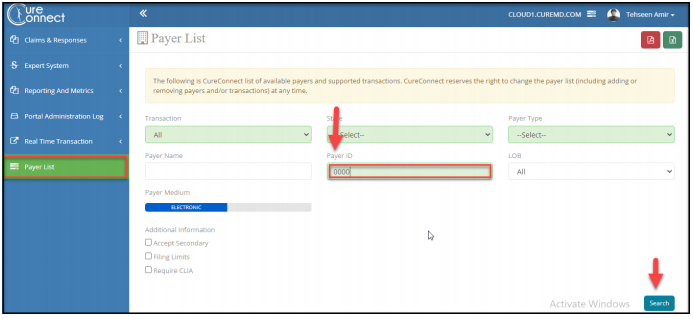 Cure
Connect
CLOUD1.CUREMD.COM
Tehseen Amir
Claims & Responses
Expert System
Reporting And Metrics
Portal Administration Log
Real Time Transaction
Payer List
Payer List
The following is CureConnect list of available payers and supported transactions. CureConnect reserves the right to change the payer list (including adding or
removing payers and/or transactions) at any time.
Transaction
State
Payer Type
All
--Select--
--Select--
Payer Name
Payer ID
LOB
0000
All
Payer Medium
ELECTRONIC
Additional Information
Accept Secondary
Filing Limits
Require CLIA
Activate Windows
Search